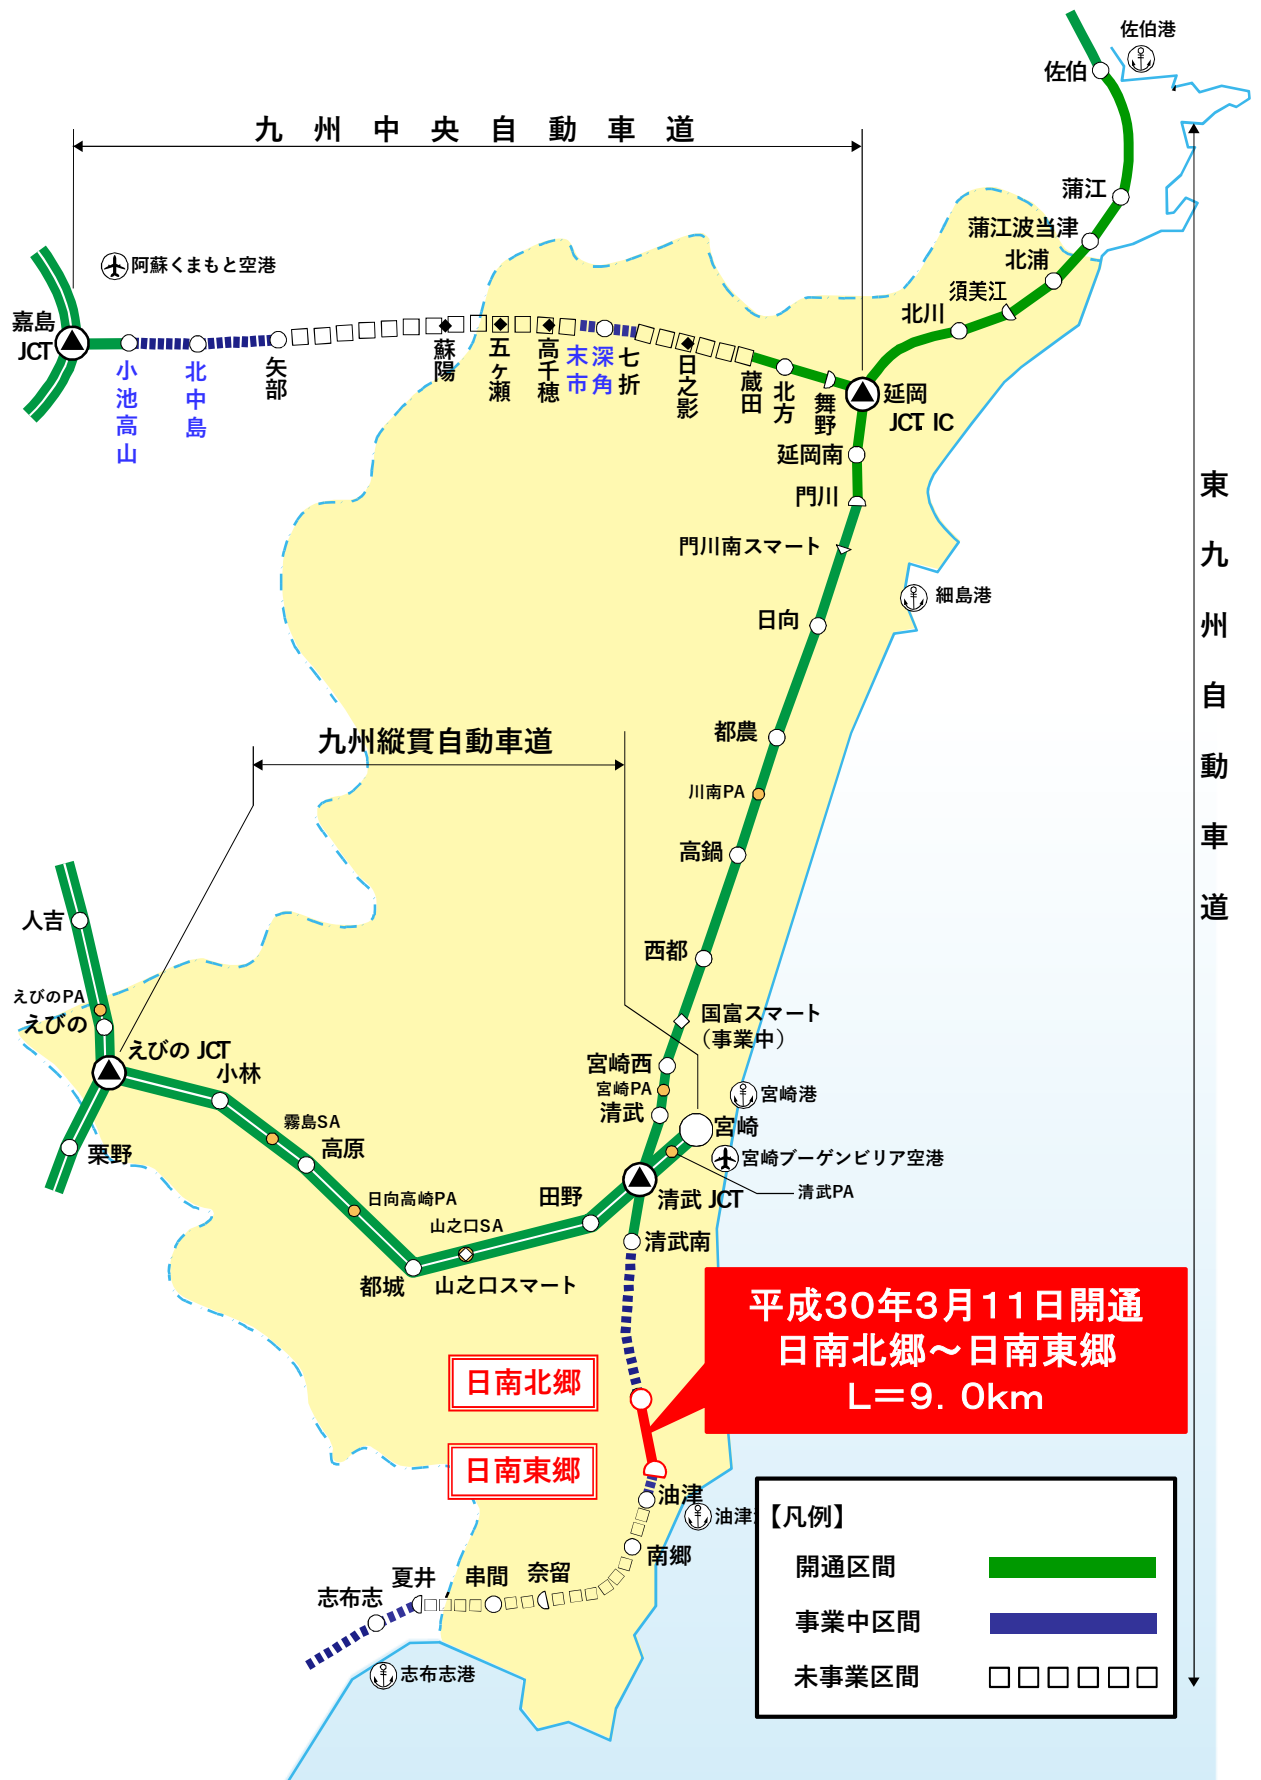 佐伯港
佐伯
九州中央自動車道
蒲江
蒲江波当津
北浦
須美江
北川
阿蘇くまもと空港
嘉島
JCT
小池高山
北中島
矢部
蘇陽
五ヶ瀬
高千穂
末市
深角
七折
日之影
蔵田
北方
舞野
延岡
JCT.IC
延岡南
門川
門川南スマート
細島港
日向
東九州自動車道
都農
九州縦貫自動車道
川南PA
高鍋
人吉
西都
えびのPA
えびの
国富スマート
（事業中）
えびの JCT
小林
宮崎西
宮崎PA
宮崎港
清武
霧島SA
宮崎
高原
栗野
宮崎ブーゲンビリア空港
清武PA
日向高崎PA
田野
清武 JCT
山之口SA
清武南
都城
山之口スマート
平成30年3月11日開通
日南北郷～日南東郷
L＝9．0km
日南北郷
日南東郷
油津
油津
【凡例】
南郷
開通区間
夏井
串間
奈留
志布志
事業中区間
志布志港
未事業区間